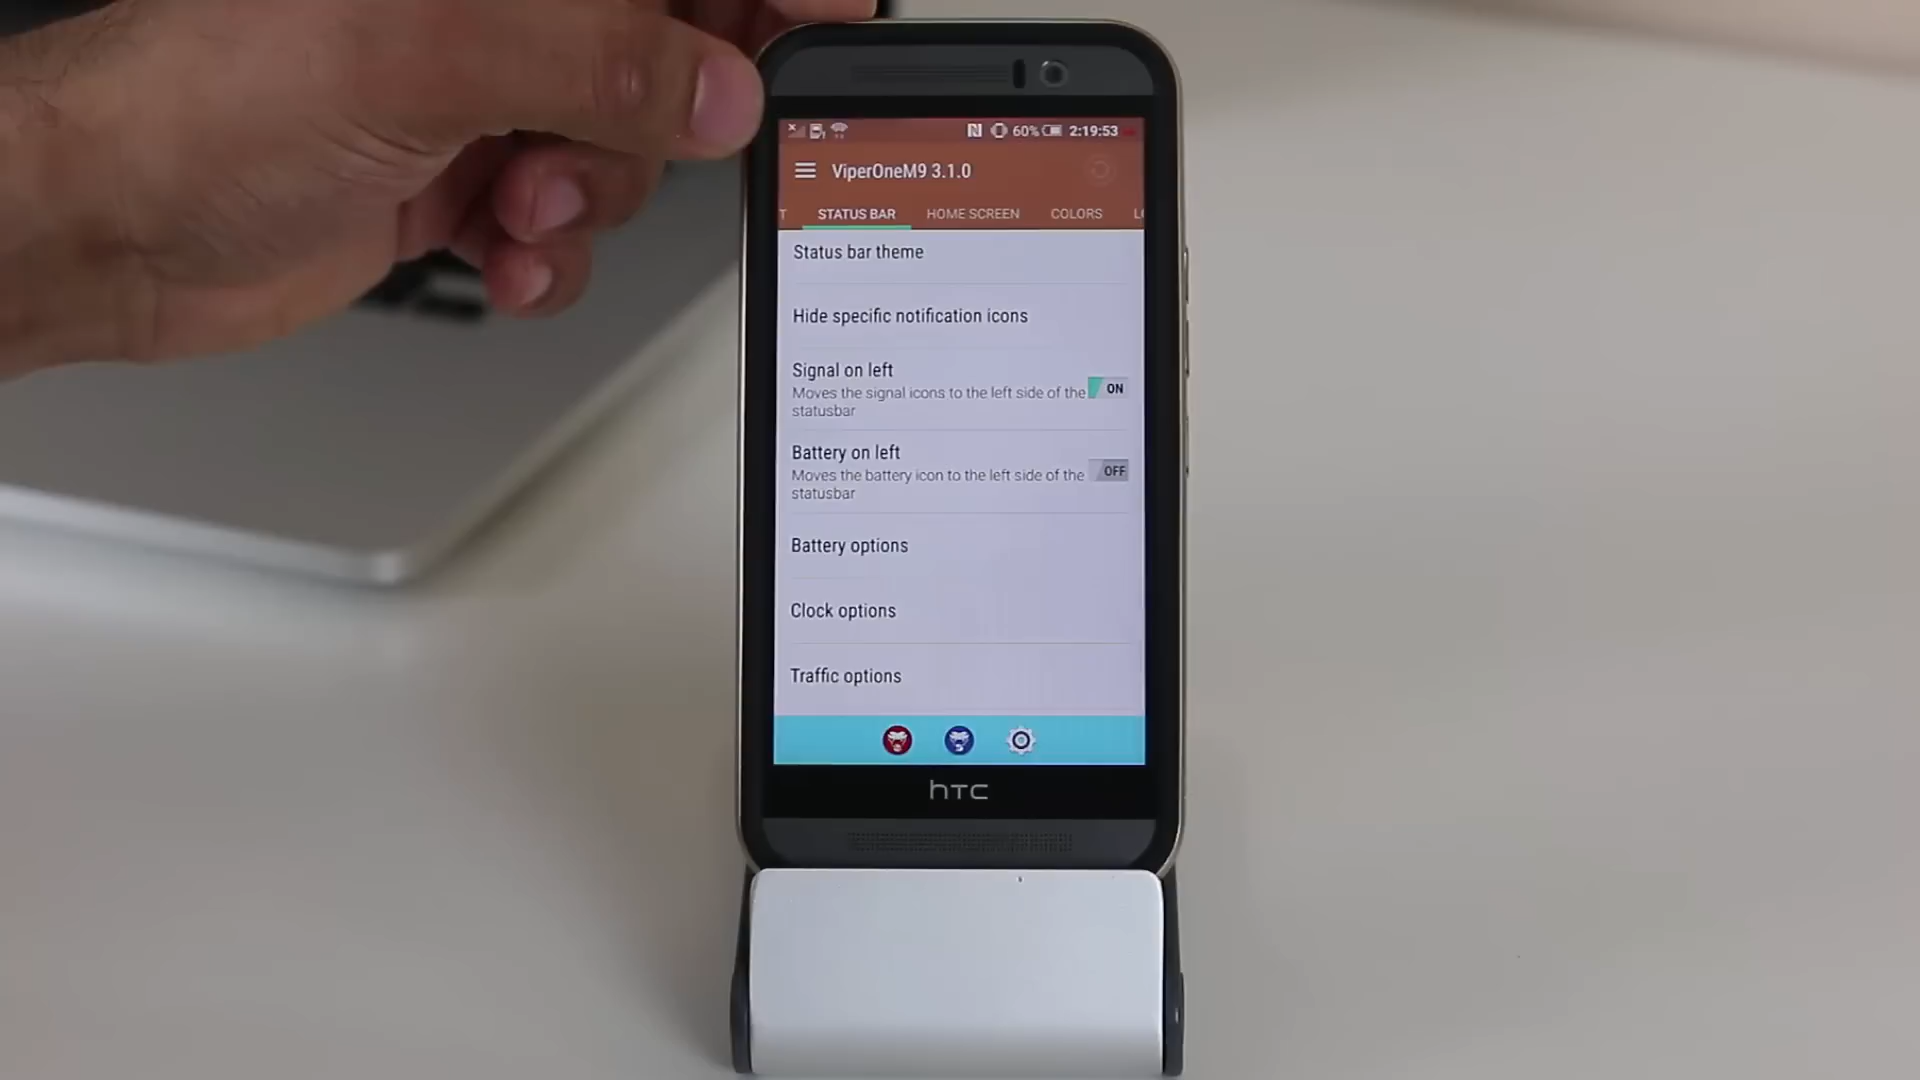 60% 2:19:53
ViperOneM9 3.1.0
T STATUS BAR HOME SCREEN COLORS
Status bar theme
Hide specific notification icons
Signal on left
Moves the signal icons to the left side of the
statusbar
ON
Battery on left
Moves the battery icon to the left side of the
statusbar
OFF
Battery options
Clock options
Traffic options
hTC